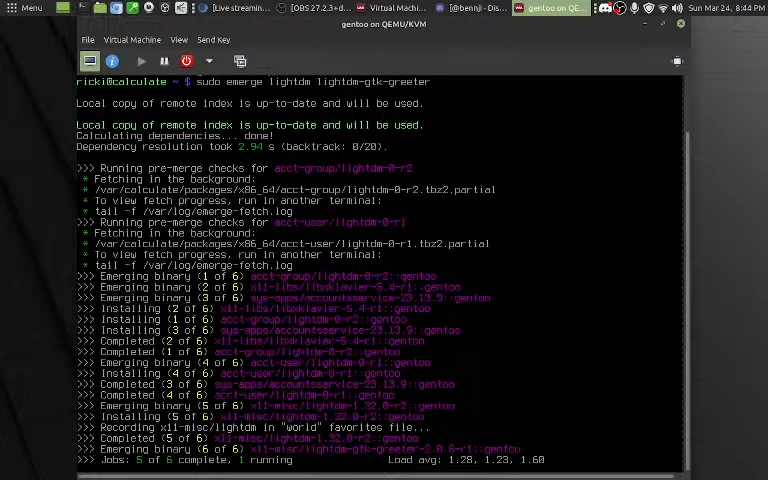 Menu
[Live streamin...
[OBS 27.2.3+d...
Virtual Machi...
[@bennji - Dis...
gentoo on QE...
Sun Mar 24, 8:44 PM
gentoo on QEMU/KVM
File Virtual Machine View Send Key
ricki@calculate ~ $ sudo emerge lightdm lightdm-gtk-greeter
Local copy of remote index is up-to-date and will be used.
Local copy of remote index is up-to-date and will be used.
Calculating dependencies... done!
Dependency resolution took 2.94 s (backtrack: 0/20).
>>> Running pre-merge checks for acct-group/lightdm-0-r2
* Fetching in the background:
* /var/calculate/packages/x86_64/acct-group/lightdm-0-r2.tbz2.partial
* To view fetch progress, run in another terminal:
* tail -f /var/log/emerge-fetch.log
>>> Running pre-merge checks for acct-user/lightdm-0-r1
* Fetching in the background:
* /var/calculate/packages/x86_64/acct-user/lightdm-0-r1.tbz2.partial
* To view fetch progress, run in another terminal:
* tail -f /var/log/emerge-fetch.log
>>> Emerging binary (1 of 6) acct-group/lightdm-0-r2::gentoo
>>> Emerging binary (2 of 6) x11-libs/libxklavier-5.4-r1::gentoo
>>> Emerging binary (3 of 6) sys-apps/accountsservice-23.13.9::gentoo
>>> Installing (2 of 6) x11-libs/libxklavier-5.4-r1::gentoo
>>> Installing (1 of 6) acct-group/lightdm-0-r2::gentoo
>>> Installing (3 of 6) sys-apps/accountsservice-23.13.9::gentoo
>>> Completed (2 of 6) x11-libs/libxklavier-5.4-r1::gentoo
>>> Completed (1 of 6) acct-group/lightdm-0-r2::gentoo
>>> Emerging binary (4 of 6) acct-user/lightdm-0-r1::gentoo
>>> Installing (4 of 6) acct-user/lightdm-0-r1::gentoo
>>> Completed (3 of 6) sys-apps/accountsservice-23.13.9::gentoo
>>> Completed (4 of 6) acct-user/lightdm-0-r1::gentoo
>>> Emerging binary (5 of 6) x11-misc/lightdm-1.32.0-r2::gentoo
>>> Installing (5 of 6) x11-misc/lightdm-1.32.0-r2::gentoo
>>> Recording x11-misc/lightdm in "world" favorites file...
>>> Completed (5 of 6) x11-misc/lightdm-1.32.0-r2::gentoo
>>> Emerging binary (6 of 6) x11-misc/lightdm-gtk-greeter-2.0.8-r1::gentoo
>>> Jobs: 5 of 6 complete, 1 running Load avg: 1.28, 1.23, 1.60